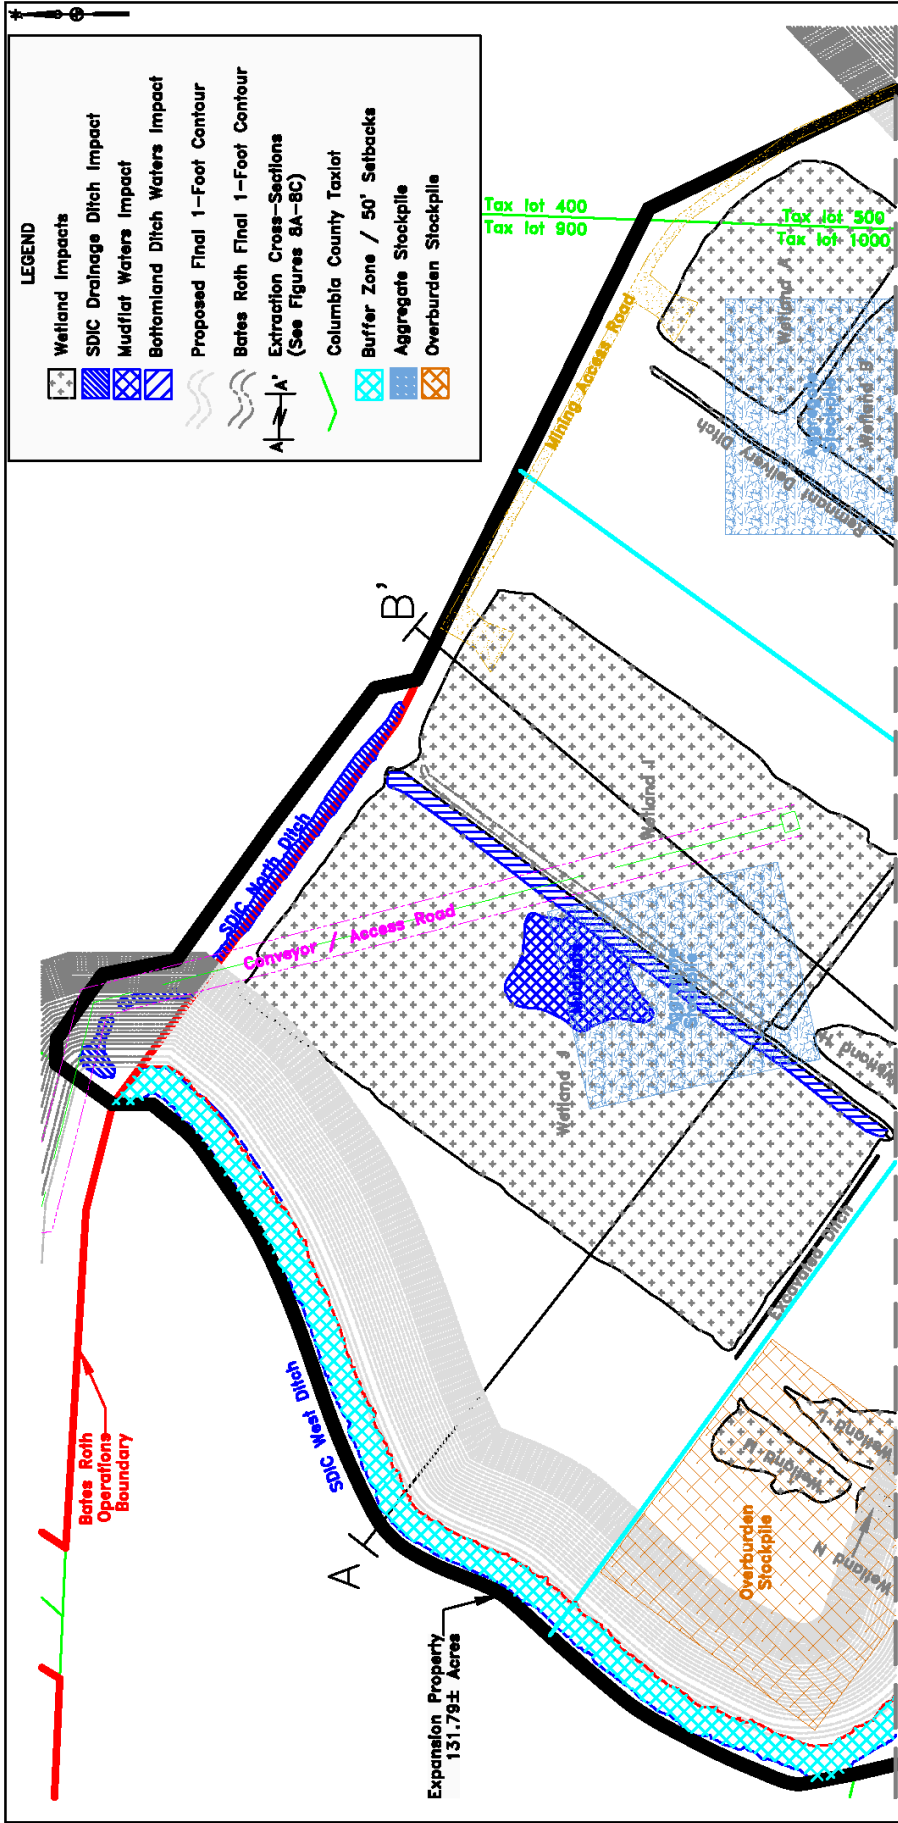 LEGEND
Wetland Impacts
SDIC Drainage Ditch Impact
Mudflat Waters Impact
Bottomland Ditch Waters Impact
Proposed Final 1-Foot Contour
Bates Roth Final 1-Foot Contour
A A'
Extraction Cross-Sections
(See Figures 8A-8C)
Columbia County Taxlot
Buffer Zone / 50' Setbacks
Aggregate Stockpile
Overburden Stockpile
Bates Roth
Operations
Boundary
SDIC West Ditch
SDIC North Ditch
Conveyor / Access Road
A
B'
Expansion Property
131.79± Acres
Mining Access Road
Tax lot 400
Tax lot 900
Tax lot 500
Tax lot 1000
Wetland A
Wetland B
Aggregate
Stockpile
Remnant Delivery Ditch
Wetland I
Wetland J
Mudflats
Aggregate
Stockpile
Wetland H
Excavated Ditch
Overburden
Stockpile
Wetland M
Wetland L
Wetland N